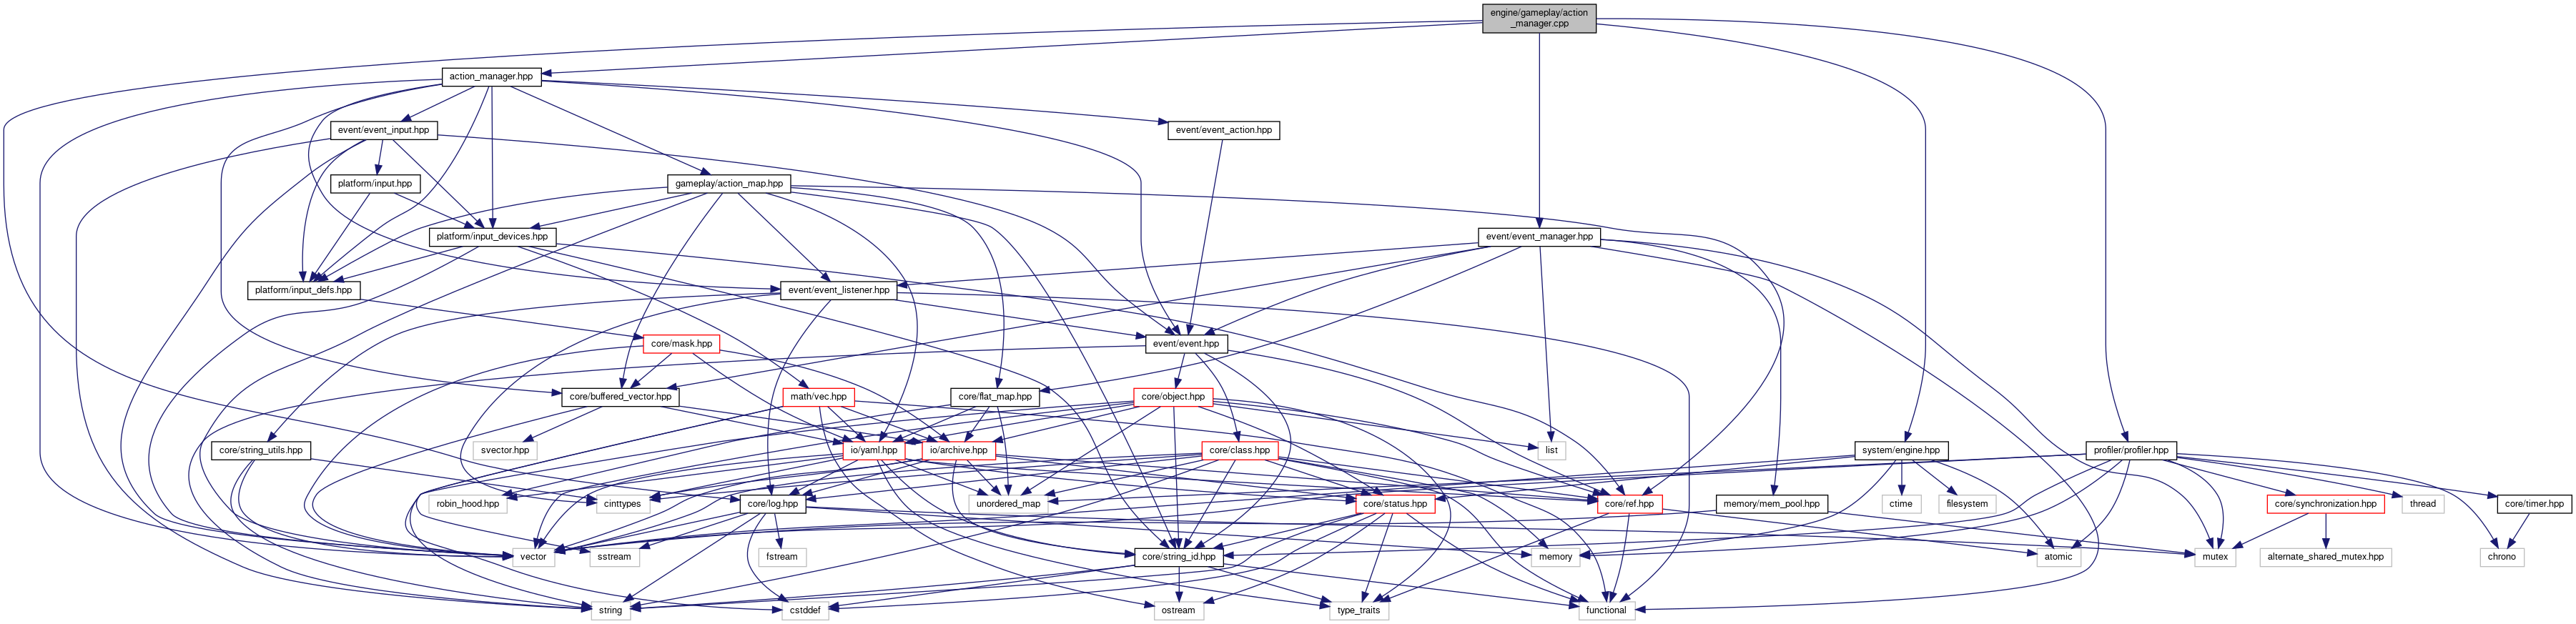 engine/gameplay/action
_manager.cpp
action_manager.hpp
event/event_input.hpp
event/event_action.hpp
platform/input.hpp
gameplay/action_map.hpp
platform/input_devices.hpp
event/event_manager.hpp
platform/input_defs.hpp
event/event_listener.hpp
core/mask.hpp
event/event.hpp
core/buffered_vector.hpp
math/vec.hpp
core/flat_map.hpp
core/object.hpp
core/string_utils.hpp
svector.hpp
io/yaml.hpp
io/archive.hpp
core/class.hpp
list
system/engine.hpp
profiler/profiler.hpp
robin_hood.hpp
cinttypes
core/log.hpp
unordered_map
core/status.hpp
core/ref.hpp
memory/mem_pool.hpp
ctime
filesystem
core/synchronization.hpp
thread
core/timer.hpp
vector
sstream
fstream
core/string_id.hpp
memory
atomic
mutex
alternate_shared_mutex.hpp
chrono
string
cstddef
ostream
type_traits
functional